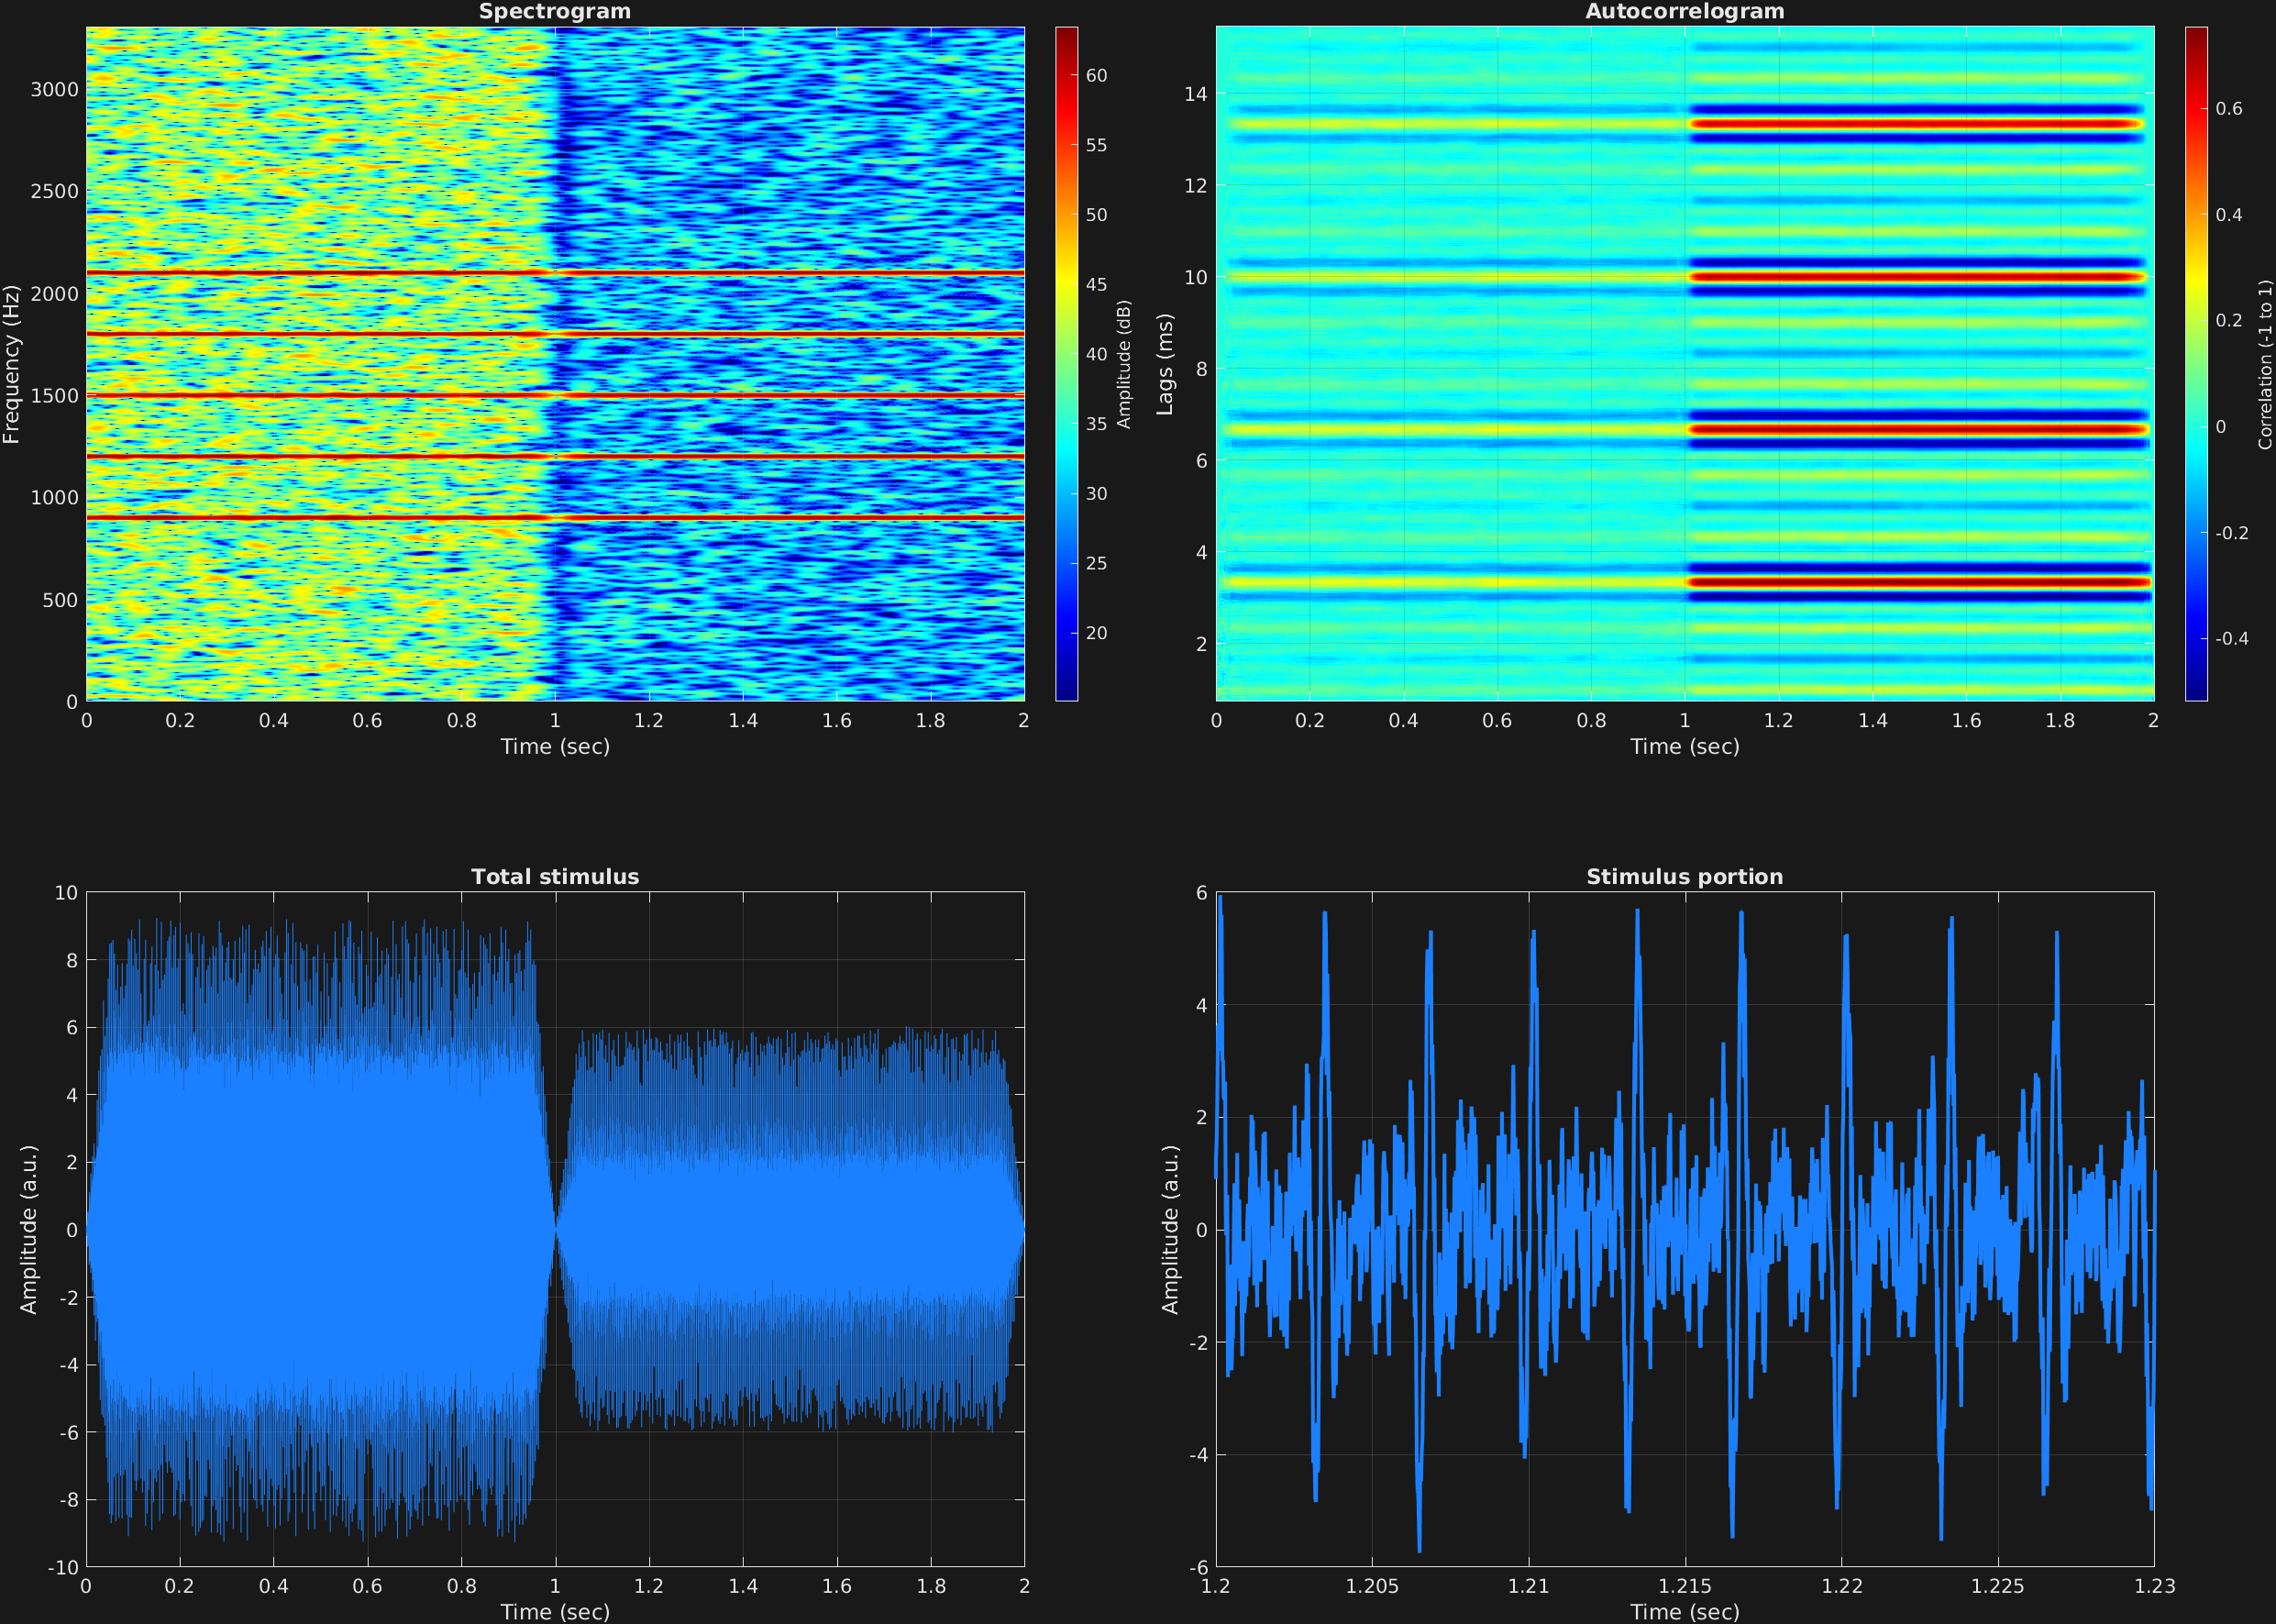 Spectrogram
3000
2500
2000
1500
1000
500
0
Frequency (Hz)
0 0.2 0.4 0.6 0.8 1 1.2 1.4 1.6 1.8 2
Time (sec)
60
55
50
45
40
35
30
25
20
Amplitude (dB)
Autocorrelogram
14
12
10
8
6
4
2
Lags (ms)
0 0.2 0.4 0.6 0.8 1 1.2 1.4 1.6 1.8 2
Time (sec)
0.6
0.4
0.2
0
-0.2
-0.4
Correlation (-1 to 1)
Total stimulus
10
8
6
4
2
0
-2
-4
-6
-8
-10
Amplitude (a.u.)
0 0.2 0.4 0.6 0.8 1 1.2 1.4 1.6 1.8 2
Time (sec)
Stimulus portion
6
4
2
0
-2
-4
-6
Amplitude (a.u.)
1.2 1.205 1.21 1.215 1.22 1.225 1.23
Time (sec)